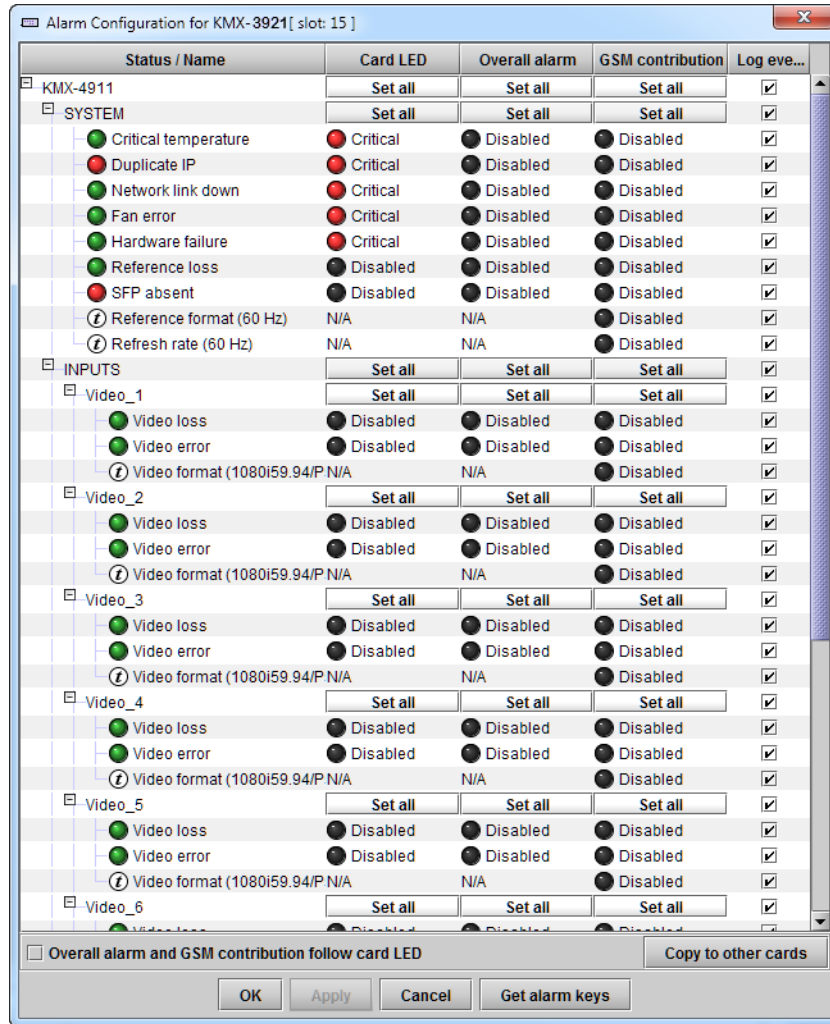 Alarm Configuration for KMX-3921[ slot: 15 ]
Status / Name Card LED Overall alarm GSM contribution Log eve...
KMX-4911 Set all Set all Set all
SYSTEM Set all Set all Set all
Critical temperature Critical Disabled Disabled
Duplicate IP Critical Disabled Disabled
Network link down Critical Disabled Disabled
Fan error Critical Disabled Disabled
Hardware failure Critical Disabled Disabled
Reference loss Disabled Disabled Disabled
SFP absent Disabled Disabled Disabled
t Reference format (60 Hz) N/A N/A Disabled
t Refresh rate (60 Hz) N/A N/A Disabled
INPUTS Set all Set all Set all
Video_1 Set all Set all Set all
Video loss Disabled Disabled Disabled
Video error Disabled Disabled Disabled
t Video format (1080i59.94/P N/A N/A Disabled
Video_2 Set all Set all Set all
Video loss Disabled Disabled Disabled
Video error Disabled Disabled Disabled
t Video format (1080i59.94/P N/A N/A Disabled
Video_3 Set all Set all Set all
Video loss Disabled Disabled Disabled
Video error Disabled Disabled Disabled
t Video format (1080i59.94/P N/A N/A Disabled
Video_4 Set all Set all Set all
Video loss Disabled Disabled Disabled
Video error Disabled Disabled Disabled
t Video format (1080i59.94/P N/A N/A Disabled
Video_5 Set all Set all Set all
Video loss Disabled Disabled Disabled
Video error Disabled Disabled Disabled
t Video format (1080i59.94/P N/A N/A Disabled
Video_6 Set all Set all Set all
Overall alarm and GSM contribution follow card LED Copy to other cards
OK Apply Cancel Get alarm keys